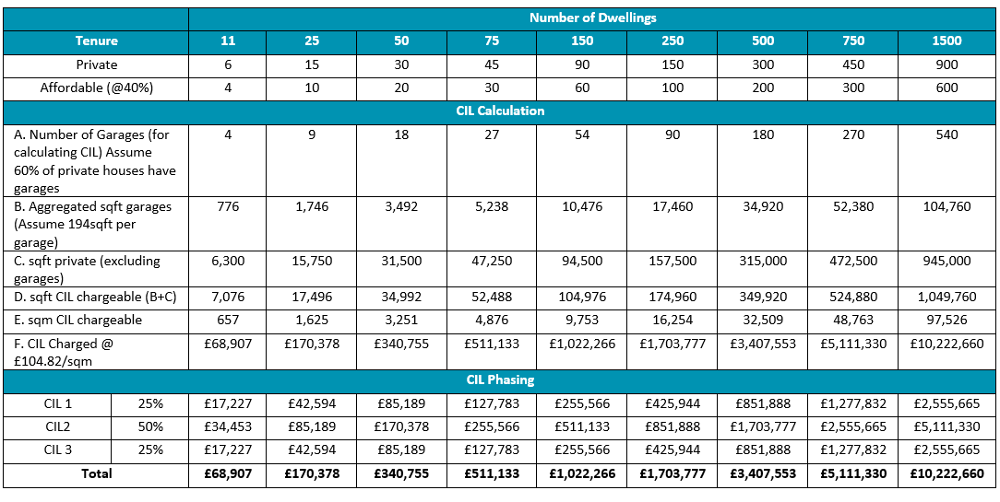 Number of Dwellings
Tenure 11 25 50 75 150 250 500 750 1500
Private 6 15 30 45 90 150 300 450 900
Affordable (@40%) 4 10 20 30 60 100 200 300 600
CIL Calculation
A. Number of Garages (for 4 9 18 27 54 90 180 270 540
calculating CIL) Assume
60% of private houses have
garages
B. Aggregated sqft garages 776 1,746 3,492 5,238 10,476 17,460 34,920 52,380 104,760
(Assume 194sqft per
garage)
C. sqft private (excluding 6,300 15,750 31,500 47,250 94,500 157,500 315,000 472,500 945,000
garages)
D. sqft CIL chargeable (B+C) 7,076 17,496 34,992 52,488 104,976 174,960 349,920 524,880 1,049,760
E. sqm CIL chargeable 657 1,625 3,251 4,876 9,753 16,254 32,509 48,763 97,526
F. CIL Charged @ £68,907 £170,378 £340,755 £511,133 £1,022,266 £1,703,777 £3,407,553 £5,111,330 £10,222,660
£104.82/sqm
CIL Phasing
CIL 1 25% £17,227 £42,594 £85,189 £127,783 £255,566 £425,944 £851,888 £1,277,832 £2,555,665
CIL2 50% £34,453 £85,189 £170,378 £255,566 £511,133 £851,888 £1,703,777 £2,555,665 £5,111,330
CIL 3 25% £17,227 £42,594 £85,189 £127,783 £255,566 £425,944 £851,888 £1,277,832 £2,555,665
Total £68,907 £170,378 £340,755 £511,133 £1,022,266 £1,703,777 £3,407,553 £5,111,330 £10,222,660